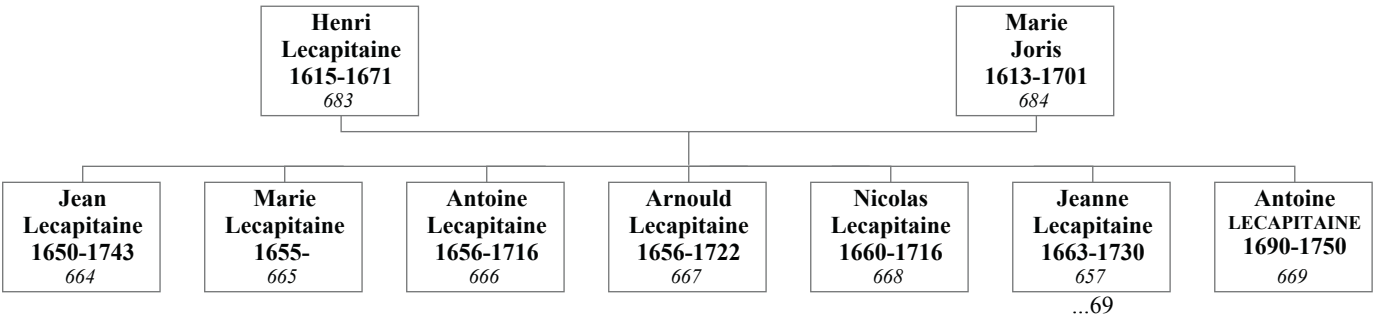 Henri
Lecapitaine
1615-1671
683
Marie
Joris
1613-1701
684
Jean
Lecapitaine
1650-1743
664
Marie
Lecapitaine
1655-
665
Antoine
Lecapitaine
1656-1716
666
Arnould
Lecapitaine
1656-1722
667
Nicolas
Lecapitaine
1660-1716
668
Jeanne
Lecapitaine
1663-1730
657
...69
Antoine
LECAPITAINE
1690-1750
669